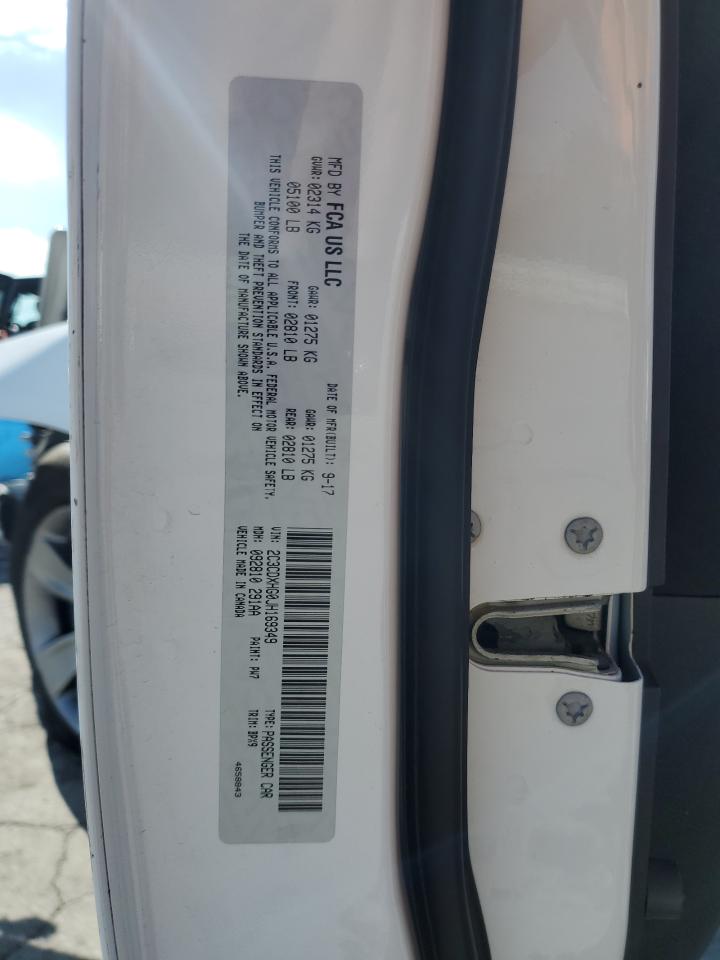 MFD BY FCA US LLC
DATE OF MFR(BUILT): 9-17
GVWR: 02314 KG
GAWR: 01275 KG
GAWR: 01275 KG
05100 LB
FRONT: 02810 LB
REAR: 02810 LB
THIS VEHICLE CONFORMS TO ALL APPLICABLE U.S.A. FEDERAL MOTOR VEHICLE SAFETY,
BUMPER AND THEFT PREVENTION STANDARDS IN EFFECT ON
THE DATE OF MANUFACTURE SHOWN ABOVE.
VIN: 2C3CDXHG0JH169349
TYPE: PASSENGER CAR
MDH: 092810 291AA
PAINT: PW7
TRIM: BPX9
VEHICLE MADE IN CANADA
4658843